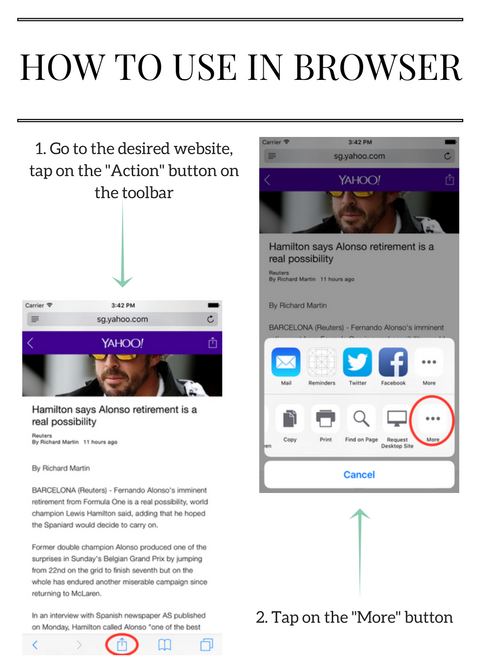 HOW TO USE IN BROWSER
1. Go to the desired website,
tap on the "Action" button on
the toolbar
Carrier 3:42 PM
sg.yahoo.com
YAHOO!
Hamilton says Alonso retirement is a
real possibility
Reuters
By Richard Martin 11 hours ago
By Richard Martin
BARCELONA (Reuters) - Fernando Alonso's imminent
retirement from Formula One is a real possibility, world
champion Lewis Hamilton said, adding that he hoped
the Spaniard would decide to carry on.
Former double champion Alonso produced one of the
surprises in Sunday's Belgian Grand Prix by jumping
from 22nd on the grid to finish seventh but on the
whole has endured another miserable campaign since
returning to McLaren.
In an interview with Spanish newspaper AS published
on Monday, Hamilton called Alonso "one of the best
Carrier 3:42 PM
sg.yahoo.com
YAHOO!
Hamilton says Alonso retirement is a
real possibility
Reuters
By Richard Martin 11 hours ago
By Richard Martin
BARCELONA (Reuters) - Fernando Alonso's imminent
Mail Reminders Twitter Facebook More
Copy Print Find on Page Request More
Desktop Site
Cancel
2. Tap on the "More" button